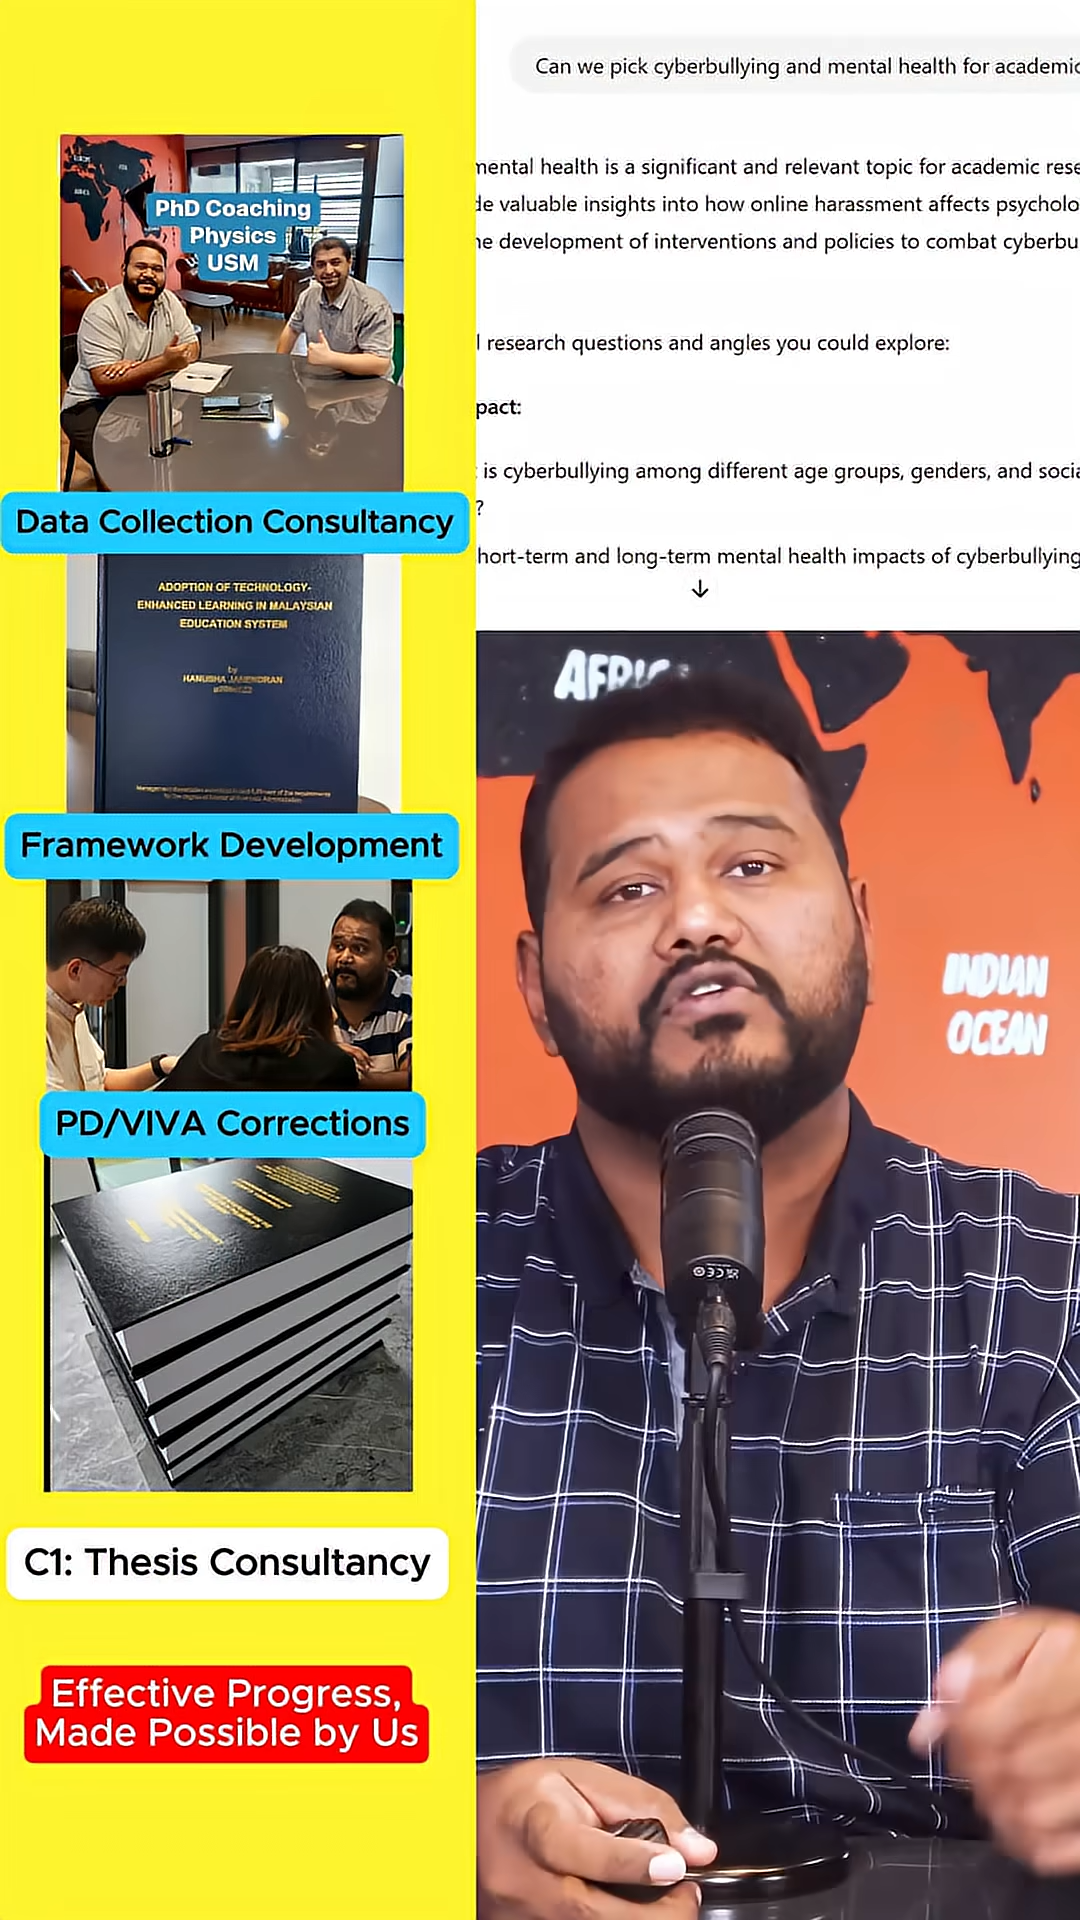 PhD Coaching
Physics
USM
Data Collection Consultancy
ADOPTION OF TECHNOLOGY-
ENHANCED LEARNING IN MALAYSIAN
EDUCATION SYSTEM
by
HANUSHA
Framework Development
PD/VIVA Corrections
C1: Thesis Consultancy
Effective Progress,
Made Possible by Us
Can we pick cyberbullying and mental health for academic
mental health is a significant and relevant topic for academic rese
de valuable insights into how online harassment affects psycholo
he development of interventions and policies to combat cyberbu
l research questions and angles you could explore:
pact:
is cyberbullying among different age groups, genders, and socia
?
hort-term and long-term mental health impacts of cyberbullying
AFRIC
INDIAN
OCEAN